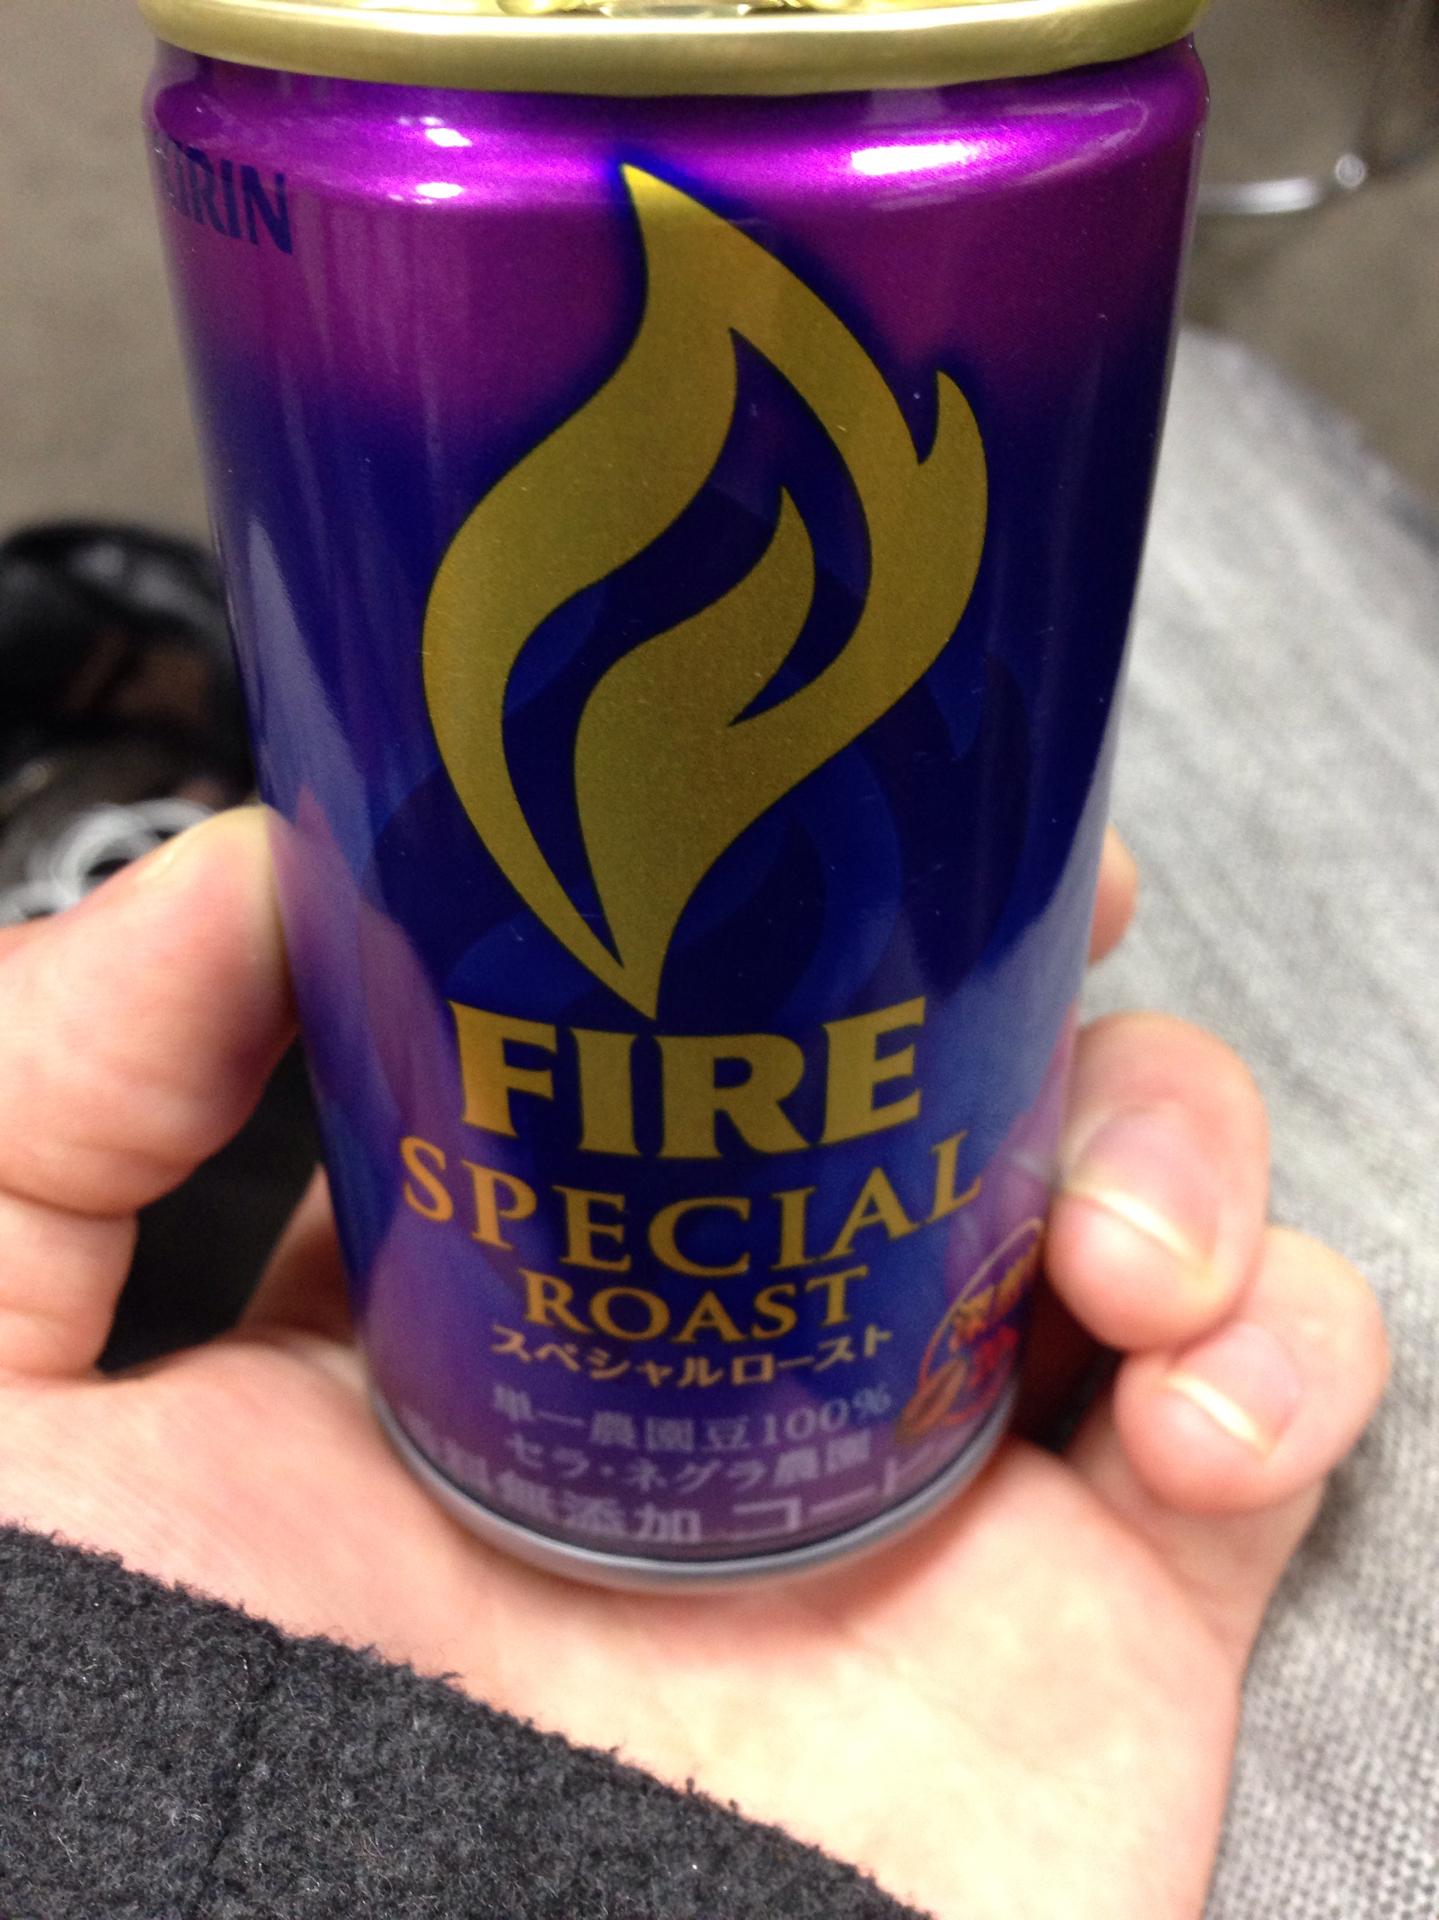 KIRIN
FIRE
SPECIAL
ROAST
スペシャルロースト
単一農園豆100%
セラ・ネグラ農園
無添加 コー